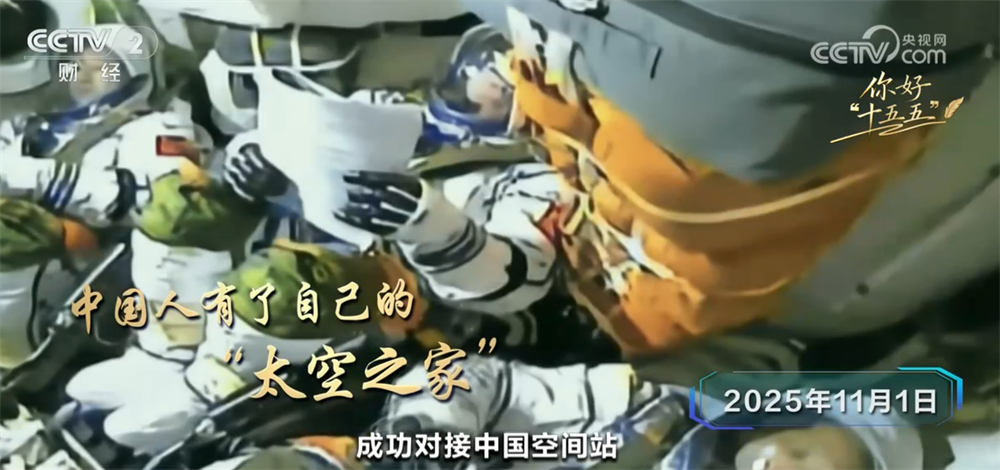 CCTV 2
财经
CCTV 央视网
com
你好
“十五五”
中国人有了自己的
“太空之家”
2025年11月1日
成功对接中国空间站